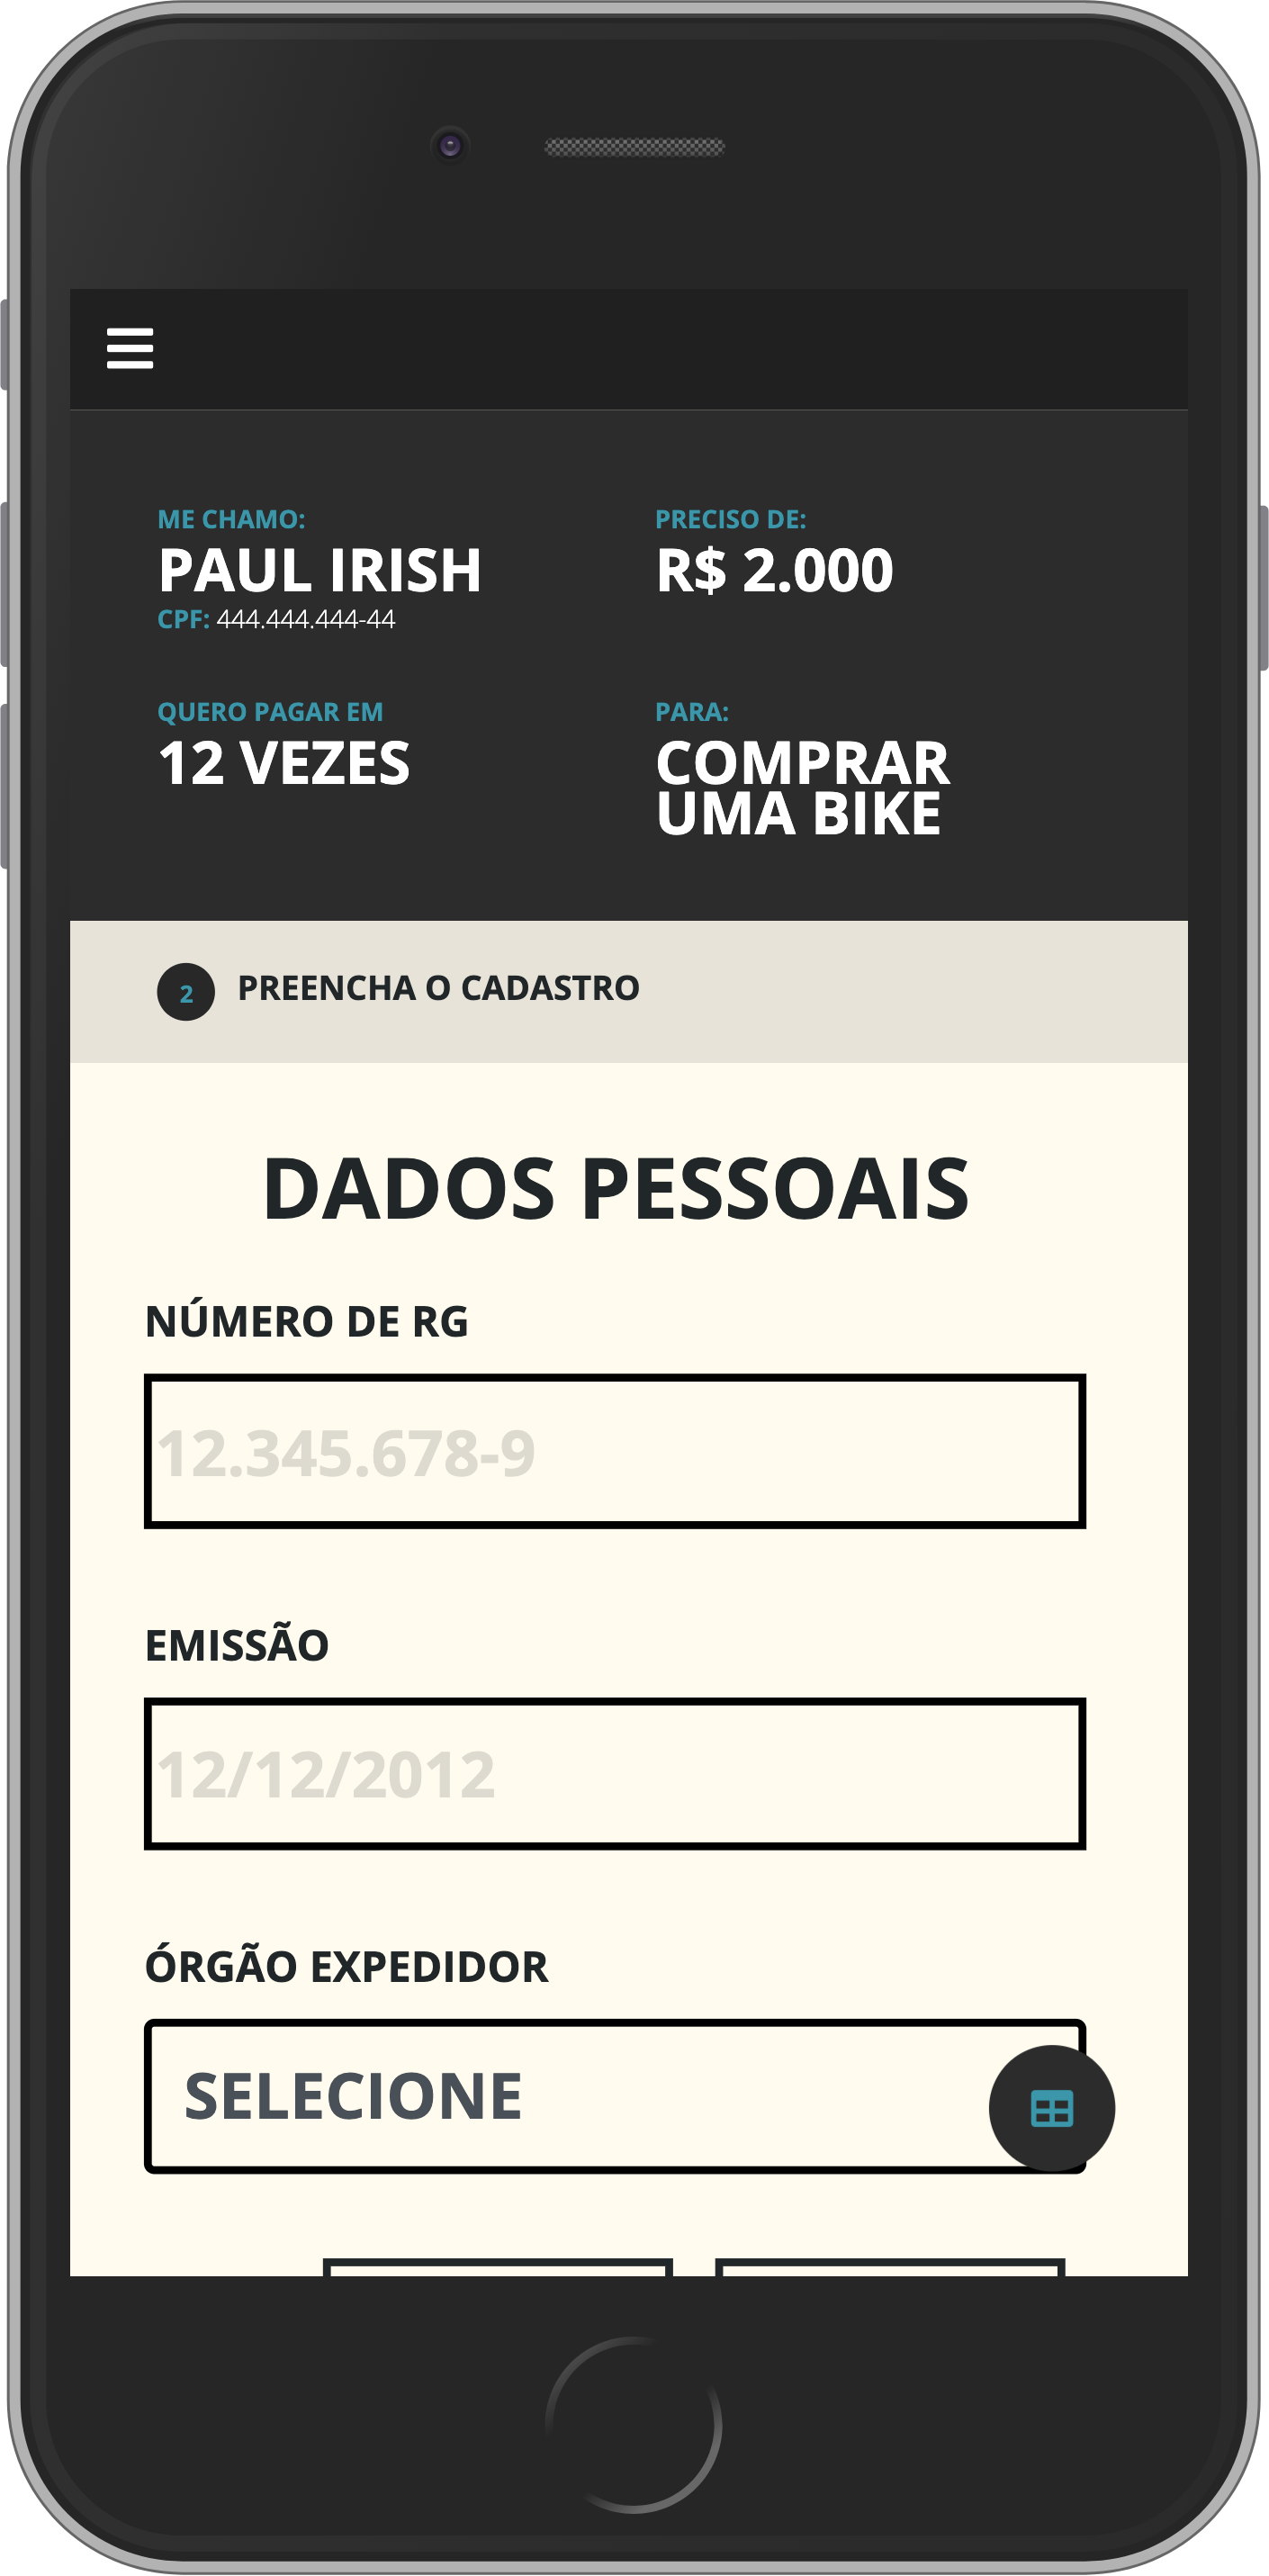 ME CHAMO:
PAUL IRISH
CPF: 444.444.444-44
PRECISO DE:
R$ 2.000
QUERO PAGAR EM
12 VEZES
PARA:
COMPRAR
UMA BIKE
2 PREENCHA O CADASTRO
DADOS PESSOAIS
NÚMERO DE RG
12.345.678-9
EMISSÃO
12/12/2012
ÓRGÃO EXPEDIDOR
SELECIONE